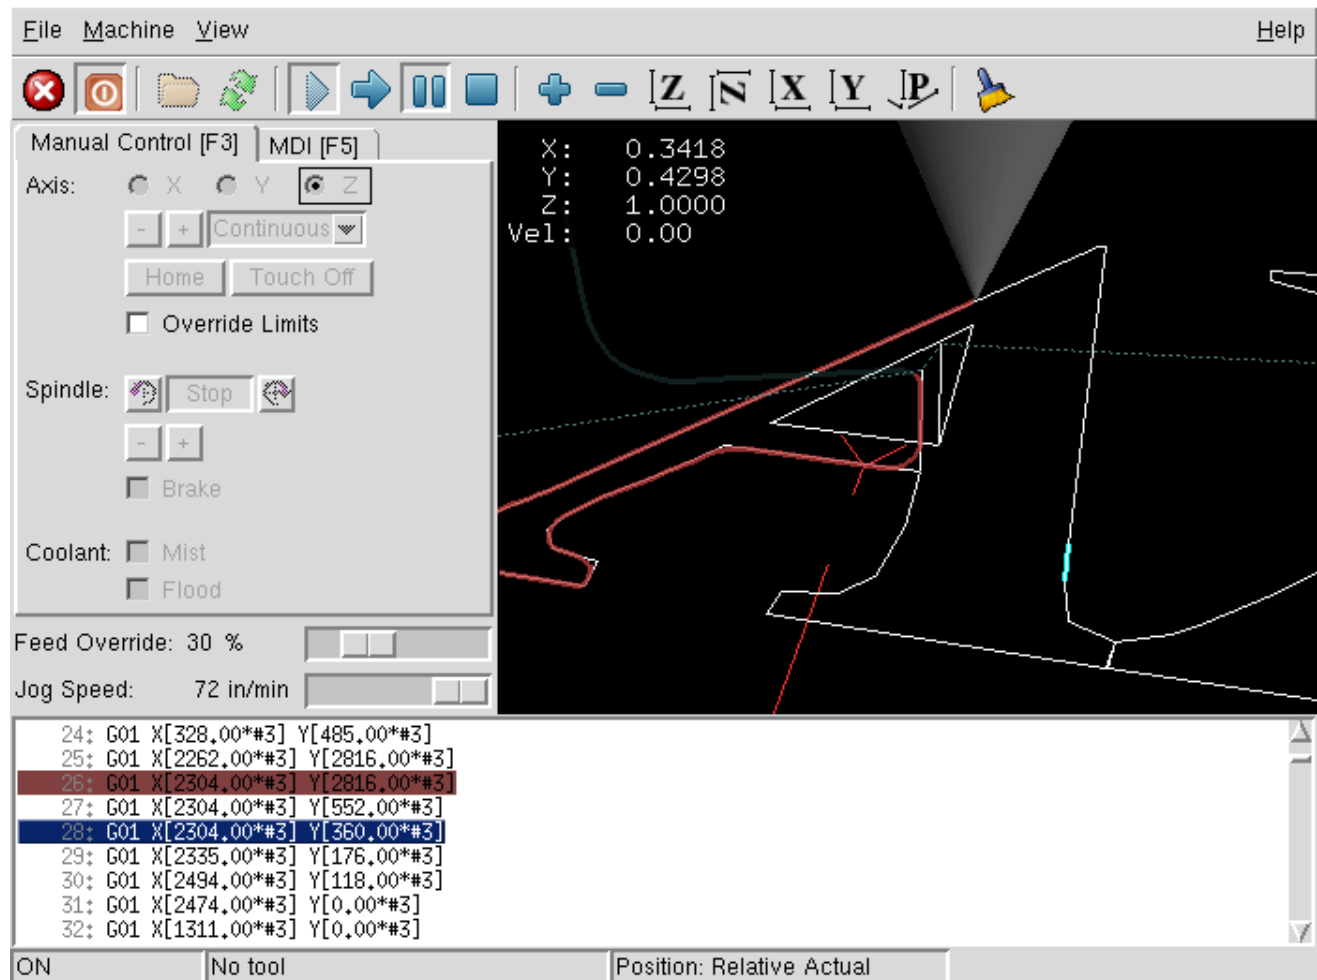 File Machine View Help
Z N X Y P
Manual Control [F3] MDI [F5]
Axis: X Y Z
- + Continuous
Home Touch Off
Override Limits
Spindle: Stop
- +
Brake
Coolant: Mist
Flood
Feed Override: 30 %
Jog Speed: 72 in/min
X: 0.3418
Y: 0.4298
Z: 1.0000
Vel: 0.00
24: G01 X[328.00*#3] Y[485.00*#3]
25: G01 X[2262.00*#3] Y[2816.00*#3]
26: G01 X[2304.00*#3] Y[2816.00*#3]
27: G01 X[2304.00*#3] Y[552.00*#3]
28: G01 X[2304.00*#3] Y[360.00*#3]
29: G01 X[2335.00*#3] Y[176.00*#3]
30: G01 X[2494.00*#3] Y[118.00*#3]
31: G01 X[2474.00*#3] Y[0.00*#3]
32: G01 X[1311.00*#3] Y[0.00*#3]
ON No tool Position: Relative Actual